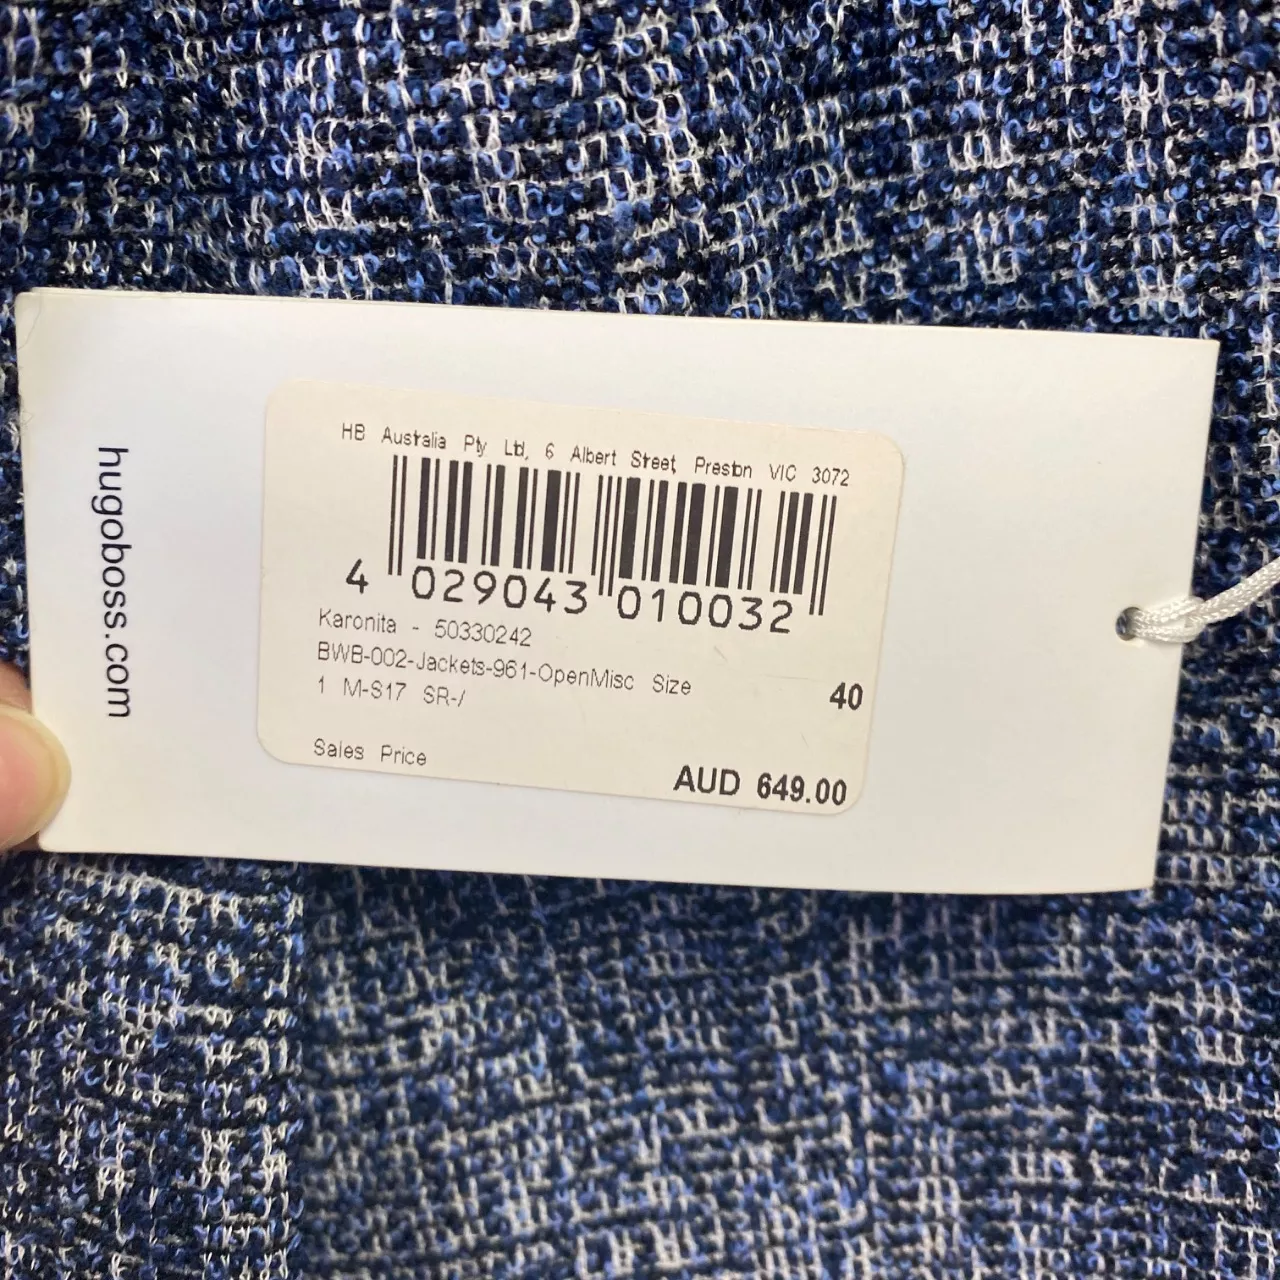 hugoboss.com
HB Australia Pty Ltd, 6 Albert Street, Preston VIC 3072
4 029043 010032
Karonita - 50330242
BWB-002-Jackets-961-OpenMisc Size 40
1 M-S17 SR-/
Sales Price AUD 649.00